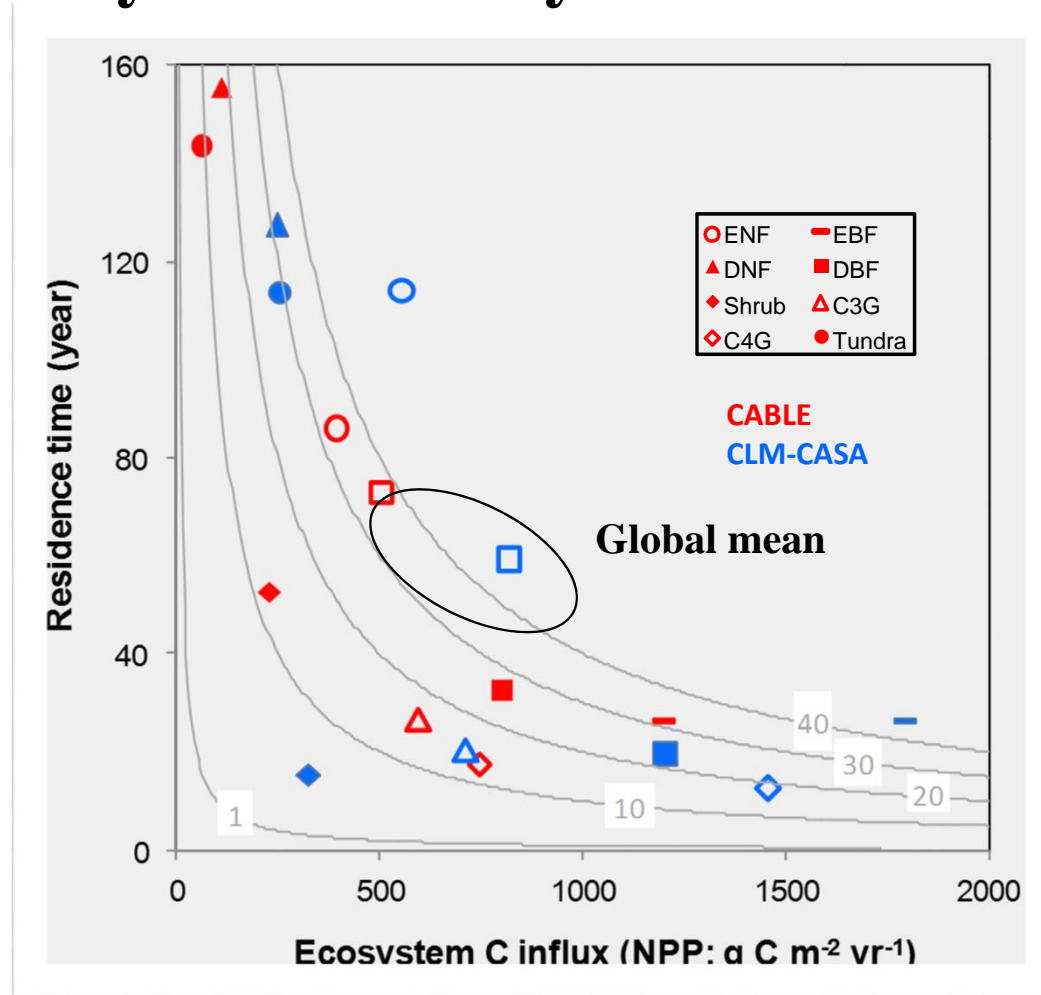 160
120
80
40
0
Residence time (year)
ENF EBF
DNF DBF
Shrub C3G
C4G Tundra
CABLE
CLM-CASA
Global mean
40
30
20
10
1
0 500 1000 1500 2000
Ecosystem C influx (NPP: g C m-2 yr-1)